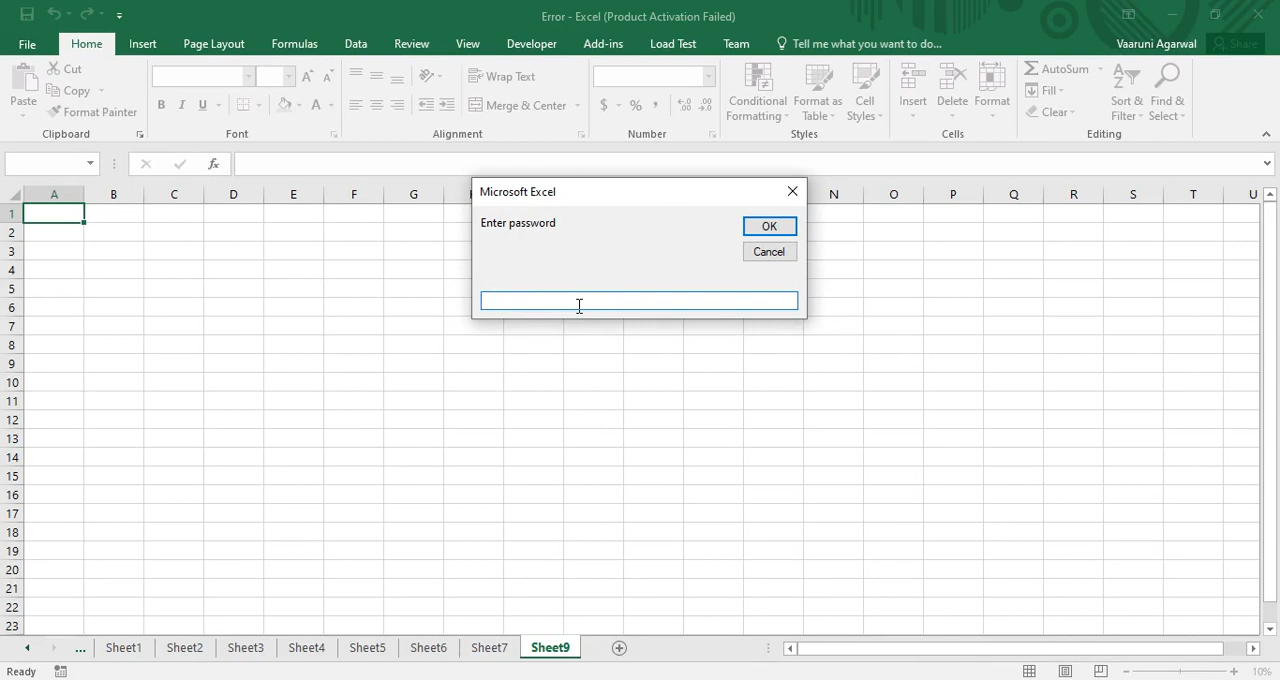 Error - Excel (Product Activation Failed)
File Home Insert Page Layout Formulas Data Review View Developer Add-ins Load Test Team Tell me what you want to do... Vaaruni Agarwal Share
Paste Cut Copy Format Painter
B I U A
Wrap Text
Merge & Center
$ % ,
Conditional Formatting
Format as Table
Cell Styles
Insert Delete Format
AutoSum
Fill
Clear
Sort & Filter
Find & Select
Clipboard Font Alignment Number Styles Cells Editing
fx
Microsoft Excel
Enter password
OK
Cancel
A B C D E F G N O P Q R S T U
1
2
3
4
5
6
7
8
9
10
11
12
13
14
15
16
17
18
19
20
21
22
23
... Sheet1 Sheet2 Sheet3 Sheet4 Sheet5 Sheet6 Sheet7 Sheet9
Ready 10%